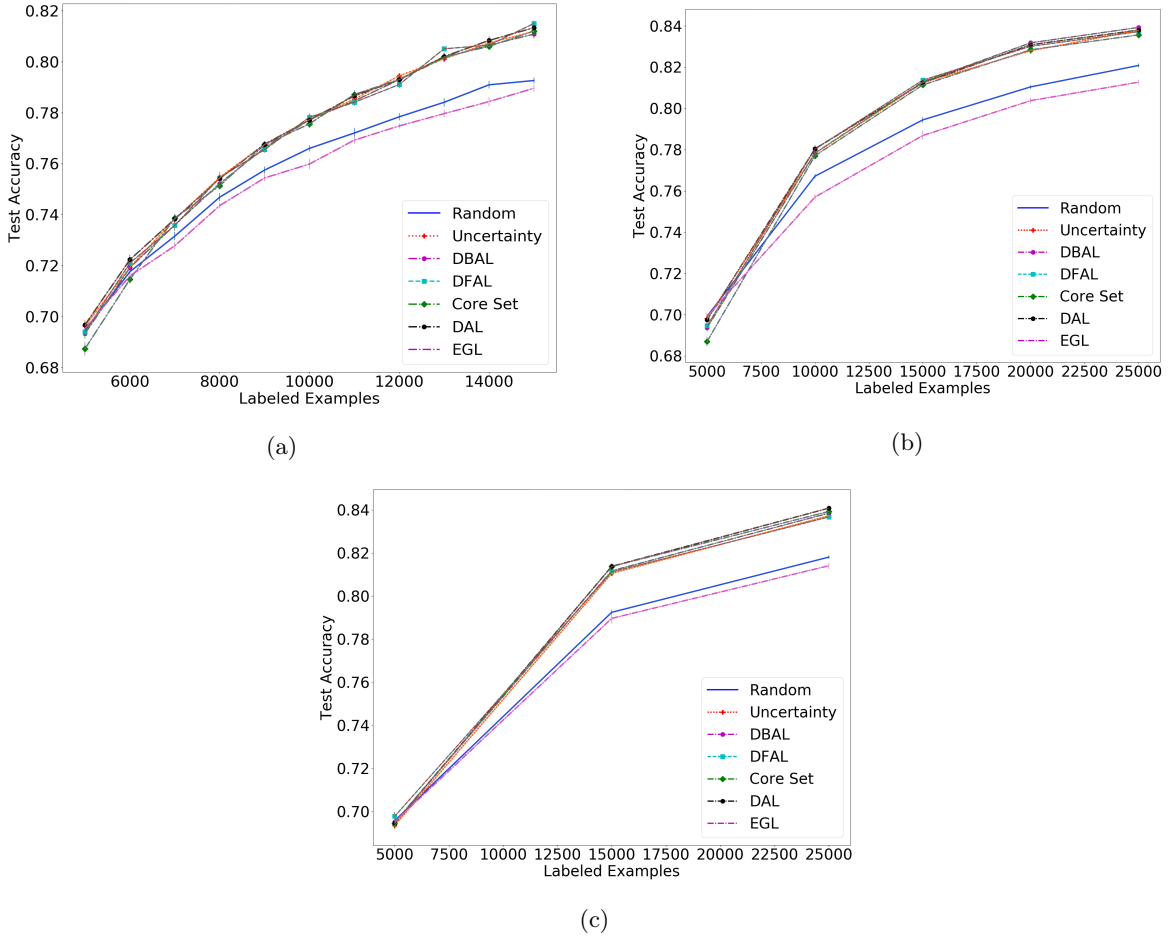 0.82
0.80
0.78
0.76
0.74
0.72
0.70
0.68
Test Accuracy
6000 8000 10000 12000 14000
Labeled Examples
Random
Uncertainty
DBAL
DFAL
Core Set
DAL
EGL
(a)
0.84
0.82
0.80
0.78
0.76
0.74
0.72
0.70
0.68
Test Accuracy
5000 7500 10000 12500 15000 17500 20000 22500 25000
Labeled Examples
Random
Uncertainty
DBAL
DFAL
Core Set
DAL
EGL
(b)
0.84
0.82
0.80
0.78
0.76
0.74
0.72
0.70
Test Accuracy
5000 7500 10000 12500 15000 17500 20000 22500 25000
Labeled Examples
Random
Uncertainty
DBAL
DFAL
Core Set
DAL
EGL
(c)